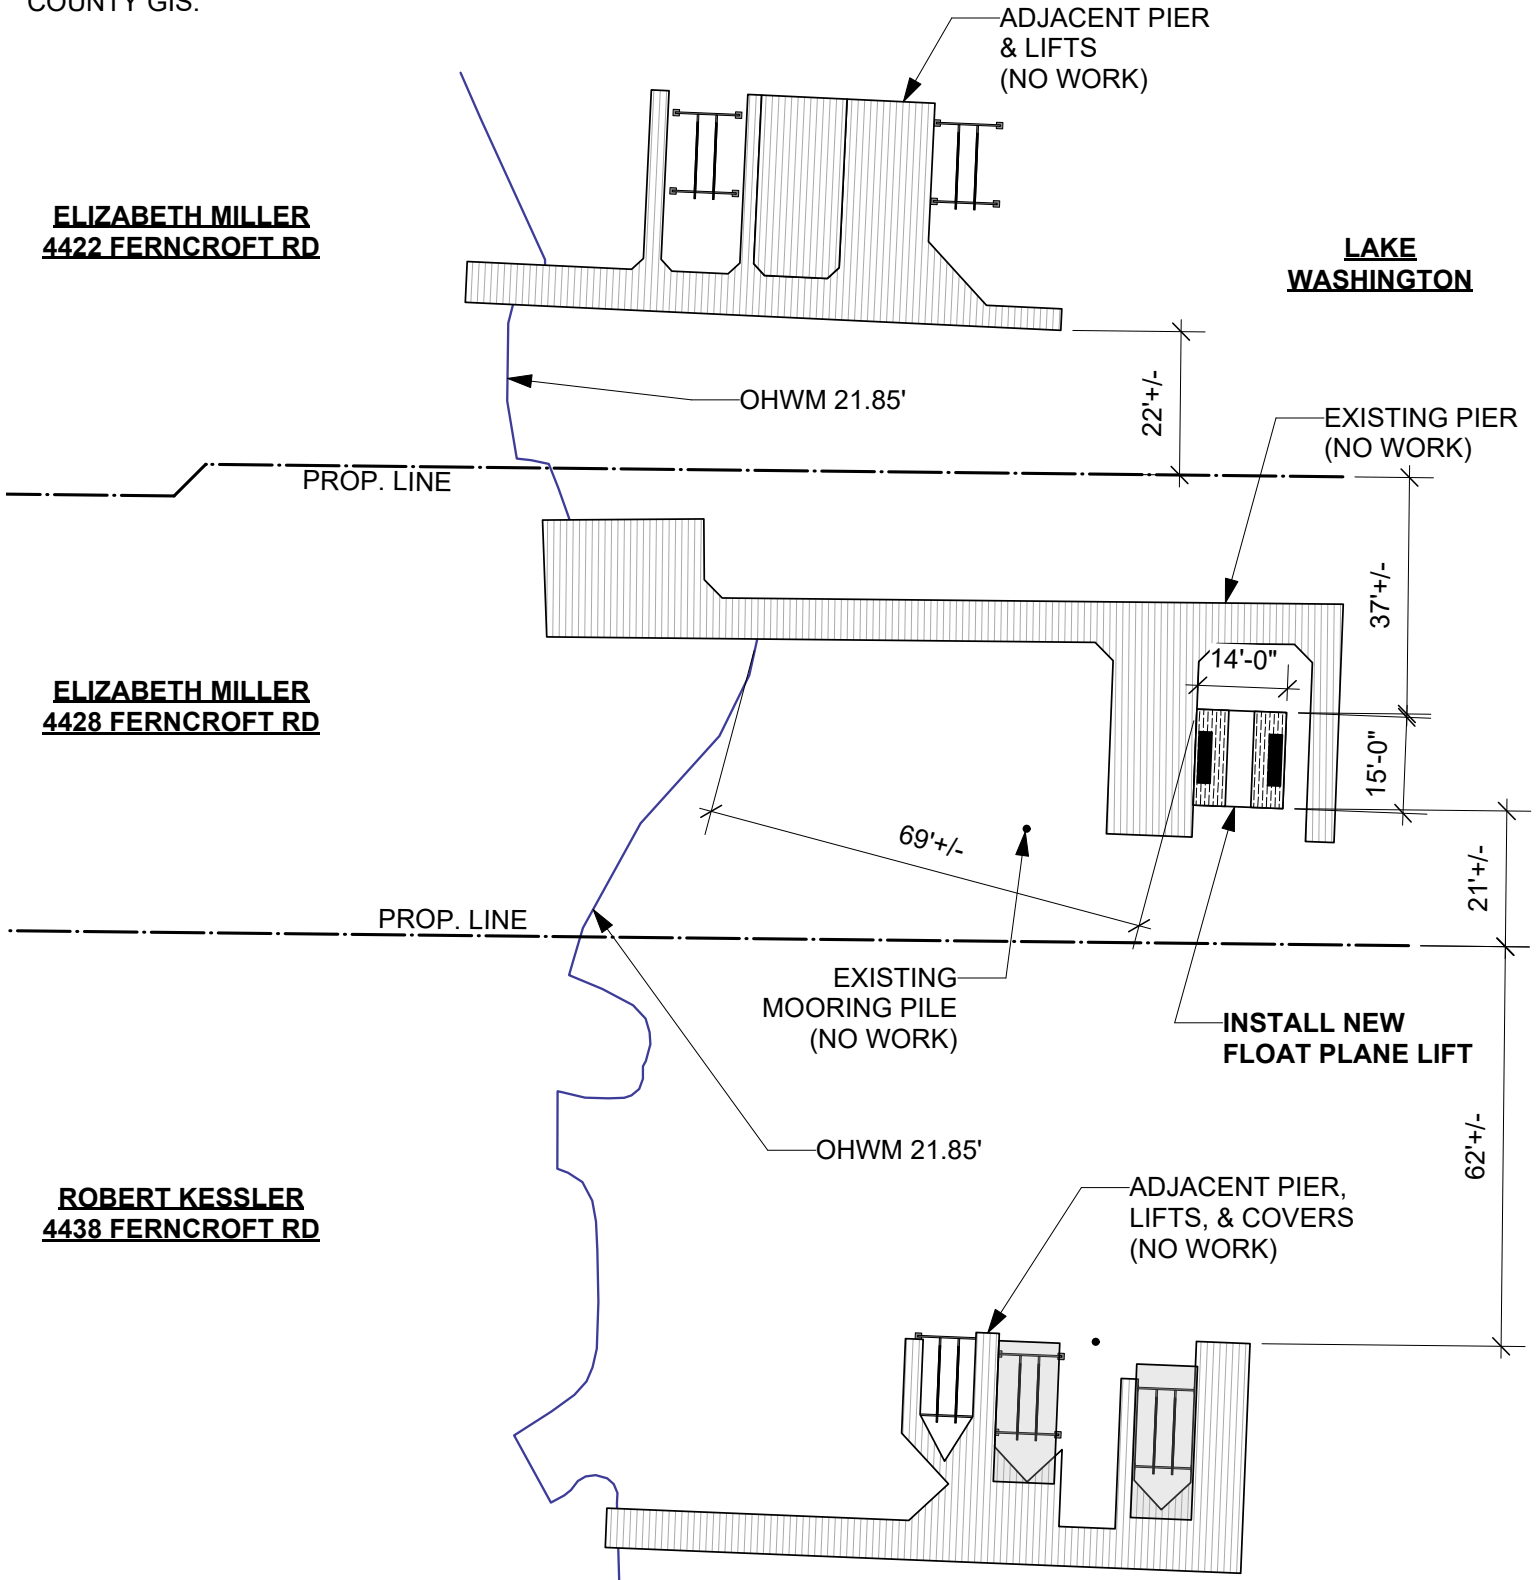 COUNTY GIS.
ADJACENT PIER
& LIFTS
(NO WORK)
ELIZABETH MILLER
4422 FERNCROFT RD
LAKE
WASHINGTON
22'+/-
OHWM 21.85'
EXISTING PIER
(NO WORK)
PROP. LINE
37'+/-
14'-0"
ELIZABETH MILLER
4428 FERNCROFT RD
15'-0"
69'+/-
21'+/-
PROP. LINE
EXISTING
MOORING PILE
(NO WORK)
INSTALL NEW
FLOAT PLANE LIFT
62'+/-
OHWM 21.85'
ROBERT KESSLER
4438 FERNCROFT RD
ADJACENT PIER,
LIFTS, & COVERS
(NO WORK)